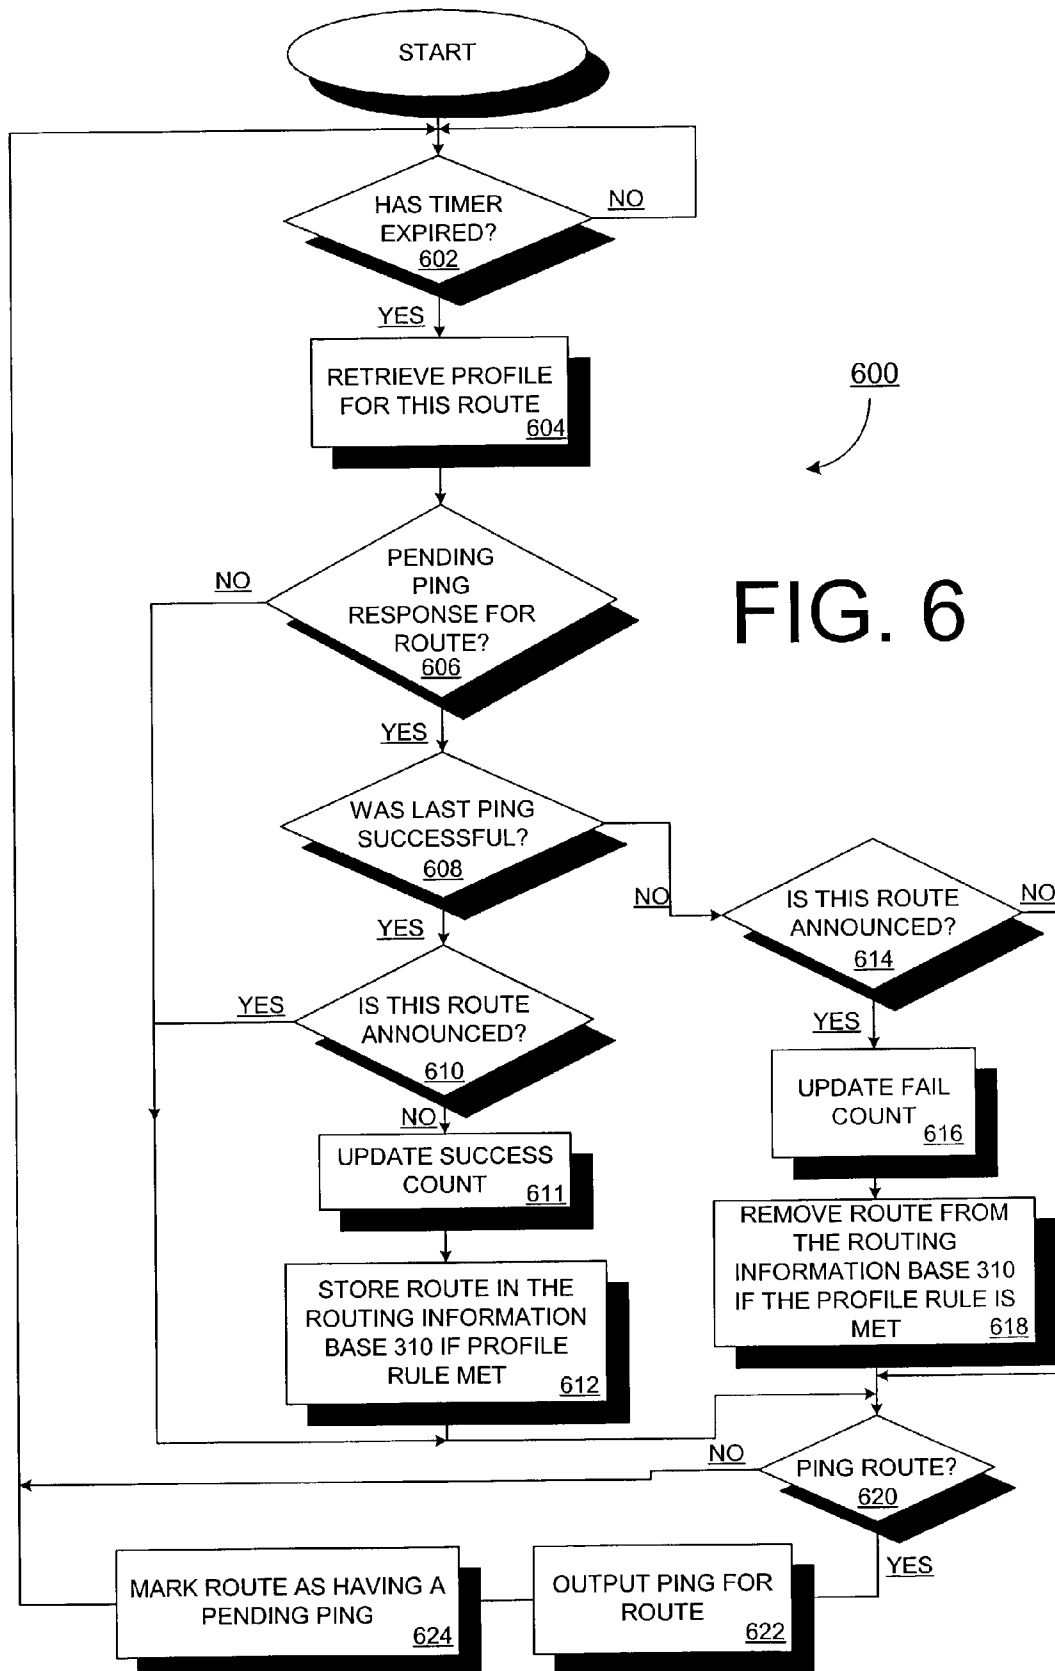 START
HAS TIMER
EXPIRED?
602
NO
YES
RETRIEVE PROFILE
FOR THIS ROUTE
604
600
PENDING
PING
RESPONSE FOR
ROUTE?
606
NO
FIG. 6
YES
WAS LAST PING
SUCCESSFUL?
608
NO
YES
IS THIS ROUTE
ANNOUNCED?
614
NO
YES
IS THIS ROUTE
ANNOUNCED?
610
YES
NO
UPDATE FAIL
COUNT
616
UPDATE SUCCESS
COUNT
611
REMOVE ROUTE FROM
THE ROUTING
INFORMATION BASE 310
IF THE PROFILE RULE IS
MET
618
STORE ROUTE IN THE
ROUTING INFORMATION
BASE 310 IF PROFILE
RULE MET
612
NO
PING ROUTE?
620
YES
MARK ROUTE AS HAVING A
PENDING PING
624
OUTPUT PING FOR
ROUTE
622